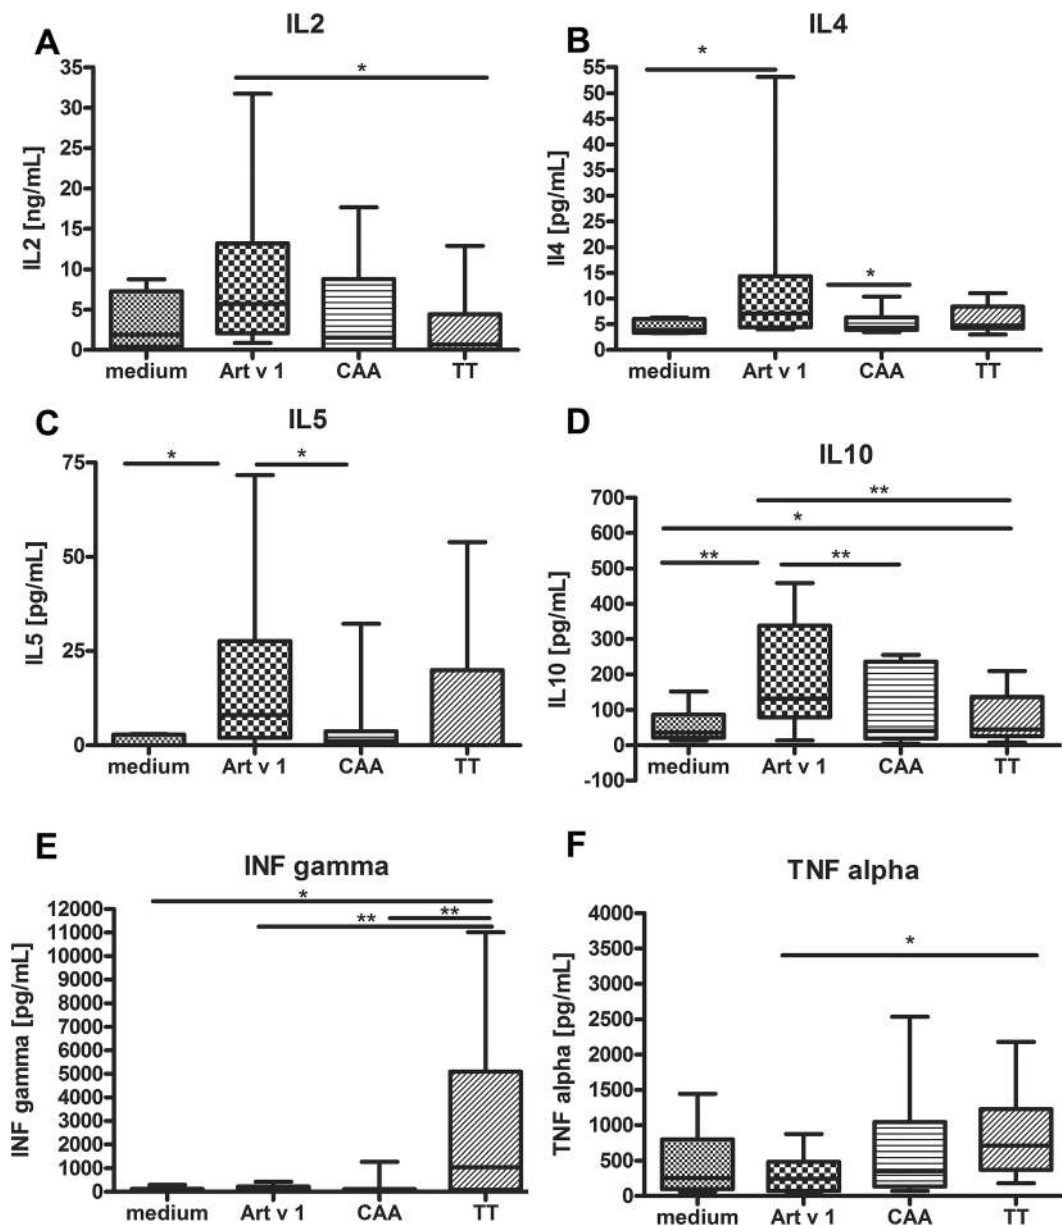 A
IL2
IL2 [ng/mL]
35
30
25
20
15
10
5
0
*
medium Art v 1 CAA TT
B
IL4
Il4 [pg/mL]
55
50
45
40
35
30
25
20
15
10
5
0
*
*
medium Art v 1 CAA TT
C
IL5
IL5 [pg/mL]
75
50
25
0
* *
medium Art v 1 CAA TT
D
IL10
IL10 [pg/mL]
700
600
500
400
300
200
100
0
-100
**
*
** **
medium Art v 1 CAA TT
E
INF gamma
INF gamma [pg/mL]
12000
11000
10000
9000
8000
7000
6000
5000
4000
3000
2000
1000
0
*
**
**
medium Art v 1 CAA TT
F
TNF alpha
TNF alpha [pg/mL]
4000
3500
3000
2500
2000
1500
1000
500
0
*
medium Art v 1 CAA TT